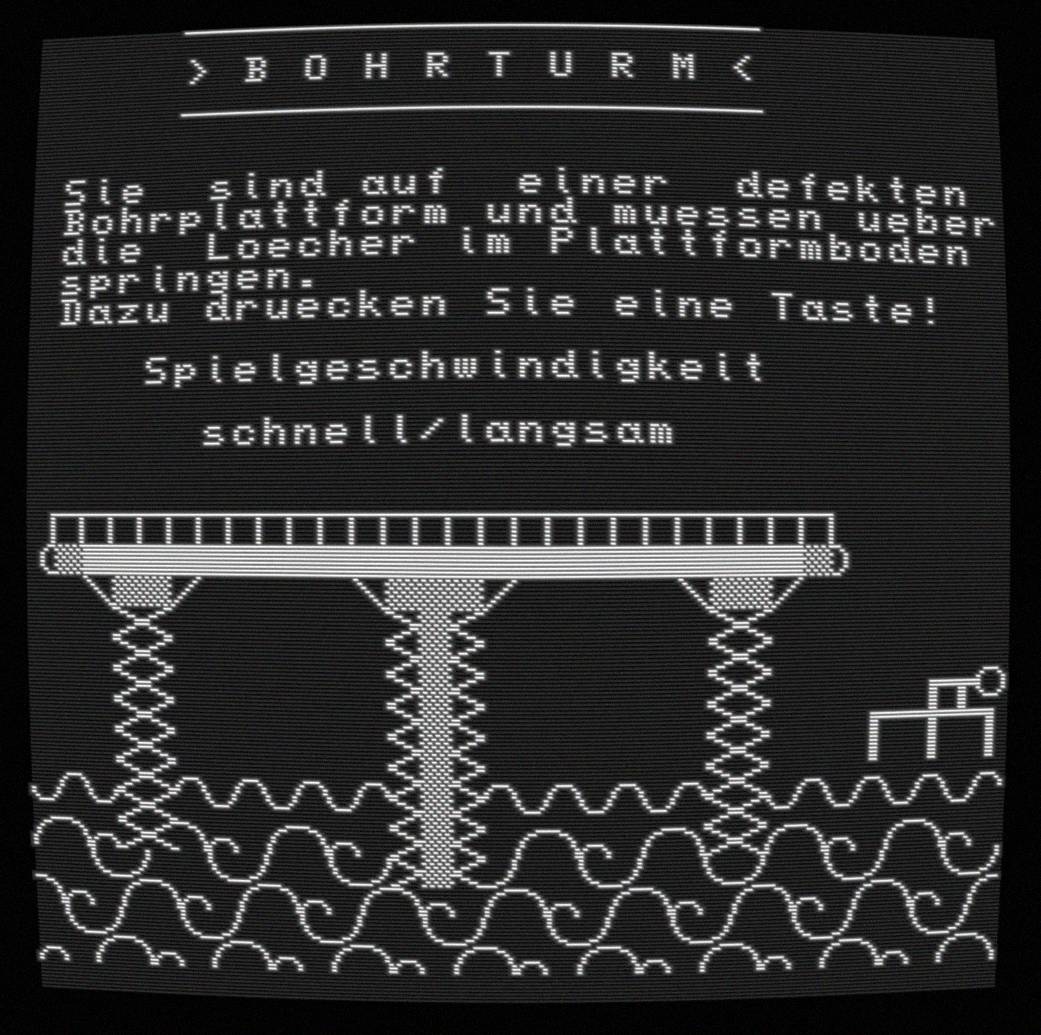 > B O H R T U R M <
Sie sind auf einer defekten
Bohrplattform und muessen ueber
die Loecher im Plattformboden
springen.
Dazu druecken Sie eine Taste!
Spielgeschwindigkeit
schnell/langsam